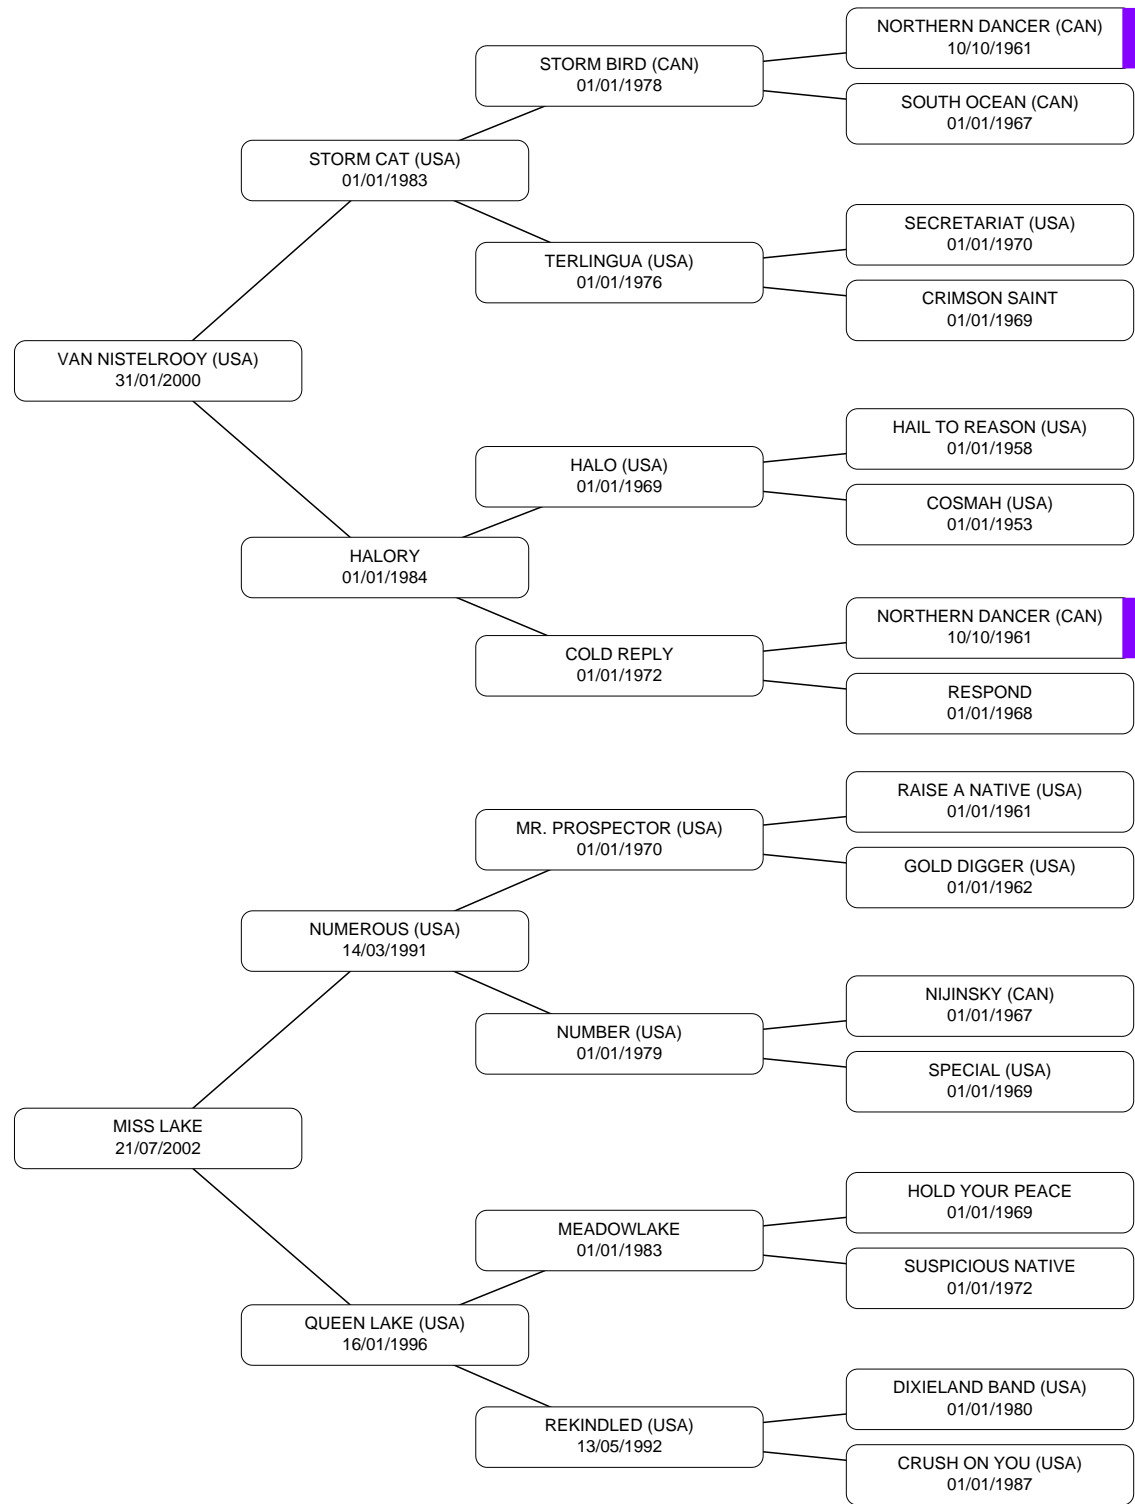 NORTHERN DANCER (CAN)
10/10/1961
STORM BIRD (CAN)
01/01/1978
SOUTH OCEAN (CAN)
01/01/1967
STORM CAT (USA)
01/01/1983
SECRETARIAT (USA)
01/01/1970
TERLINGUA (USA)
01/01/1976
CRIMSON SAINT
01/01/1969
VAN NISTELROOY (USA)
31/01/2000
HAIL TO REASON (USA)
01/01/1958
HALO (USA)
01/01/1969
COSMAH (USA)
01/01/1953
HALORY
01/01/1984
NORTHERN DANCER (CAN)
10/10/1961
COLD REPLY
01/01/1972
RESPOND
01/01/1968
RAISE A NATIVE (USA)
01/01/1961
MR. PROSPECTOR (USA)
01/01/1970
GOLD DIGGER (USA)
01/01/1962
NUMEROUS (USA)
14/03/1991
NIJINSKY (CAN)
01/01/1967
NUMBER (USA)
01/01/1979
SPECIAL (USA)
01/01/1969
MISS LAKE
21/07/2002
HOLD YOUR PEACE
01/01/1969
MEADOWLAKE
01/01/1983
SUSPICIOUS NATIVE
01/01/1972
QUEEN LAKE (USA)
16/01/1996
DIXIELAND BAND (USA)
01/01/1980
REKINDLED (USA)
13/05/1992
CRUSH ON YOU (USA)
01/01/1987